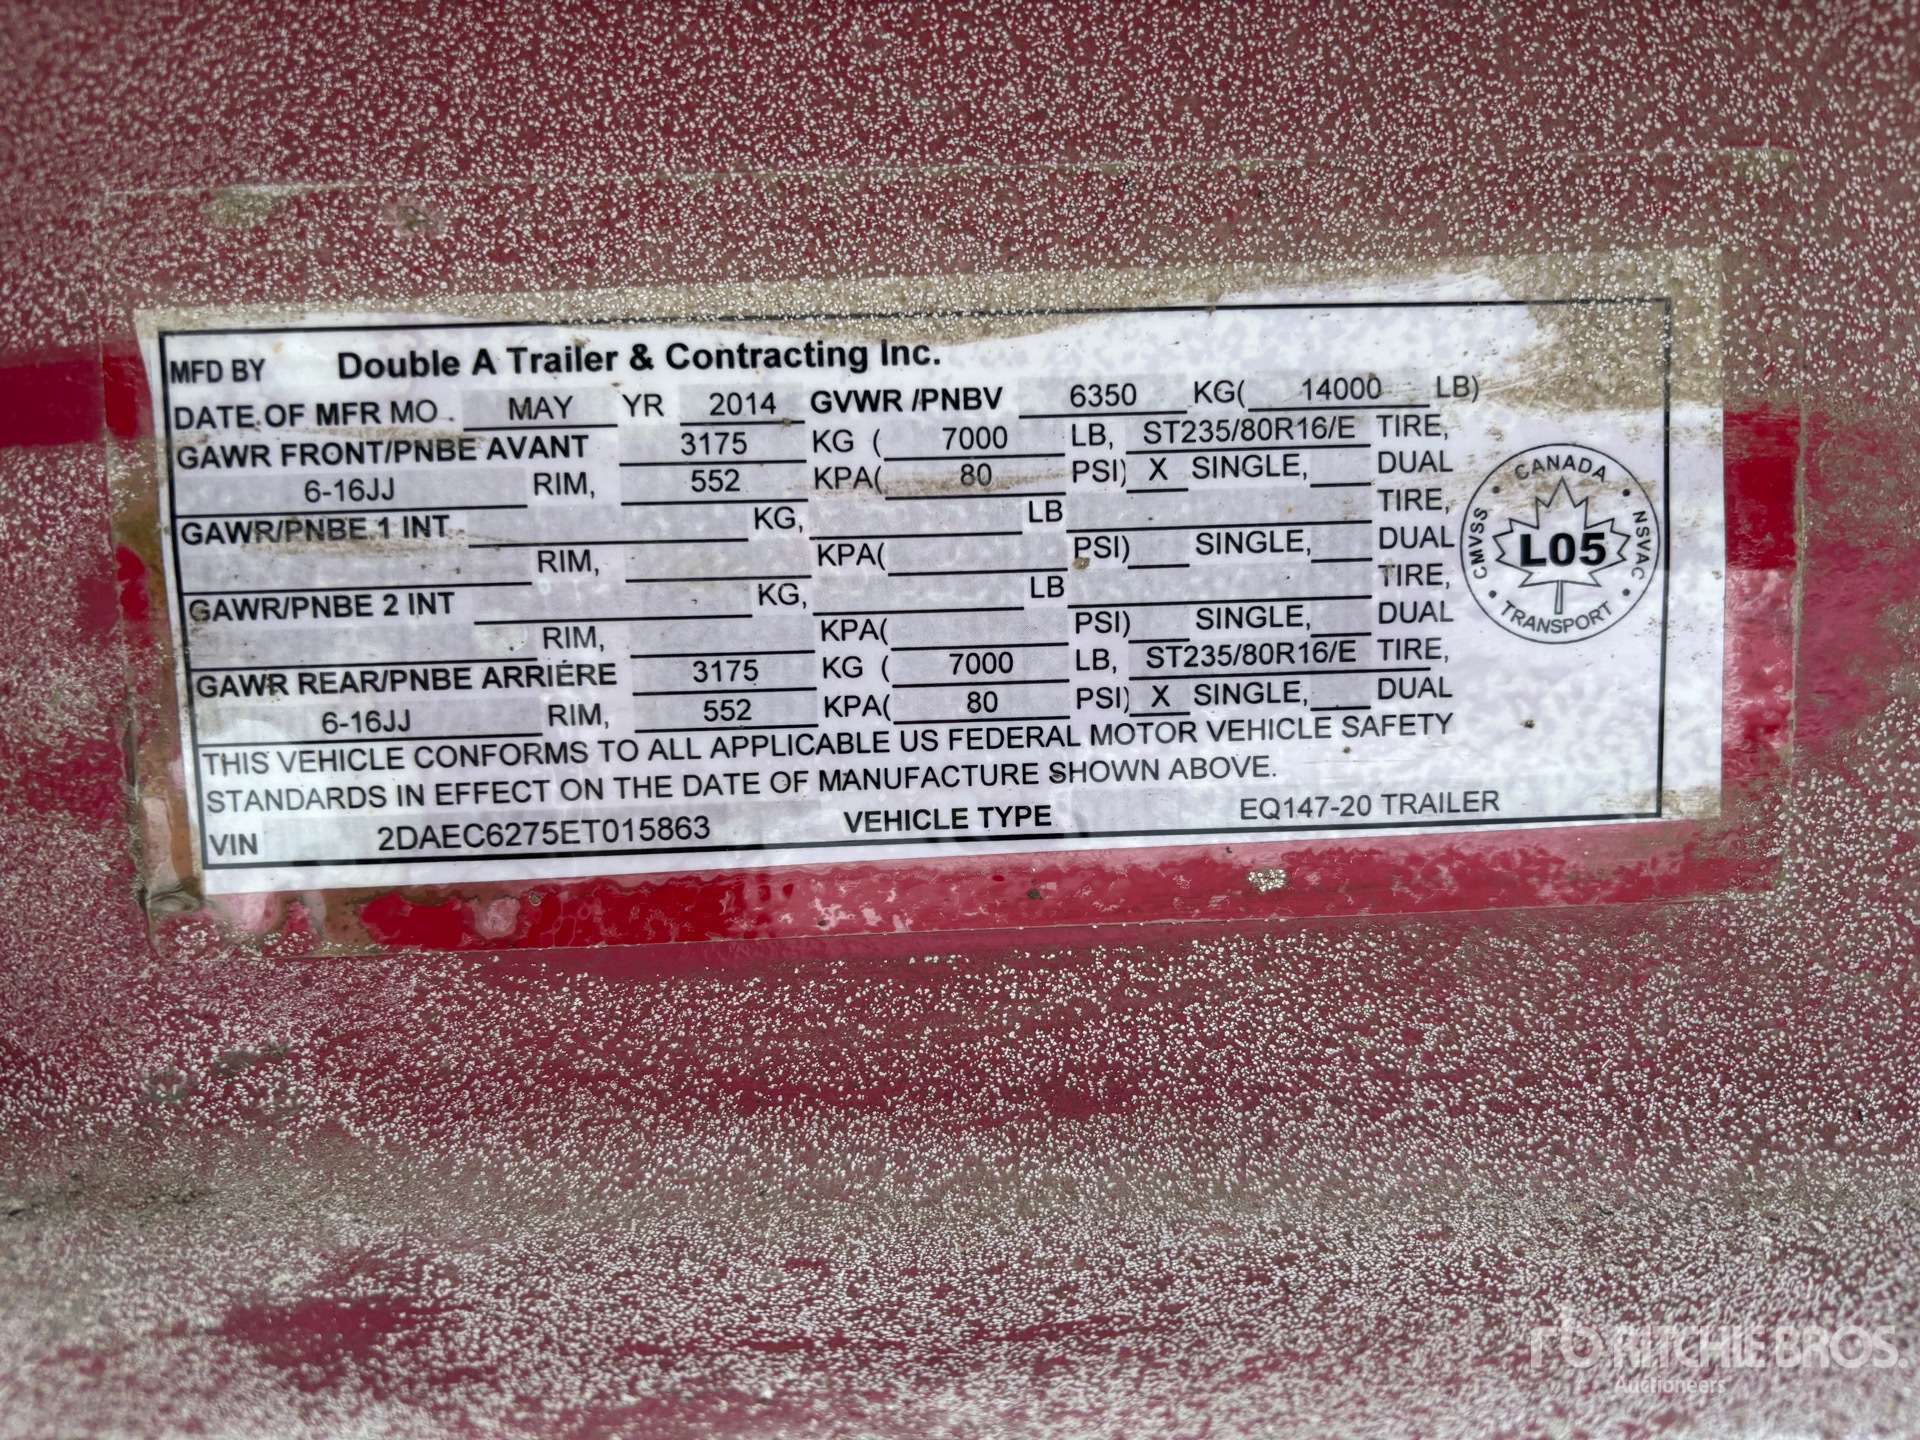 MFD BY Double A Trailer & Contracting Inc.
DATE OF MFR MO MAY YR 2014 GVWR /PNBV 6350 KG( 14000 LB)
GAWR FRONT/PNBE AVANT 3175 KG ( 7000 LB, ST235/80R16/E TIRE,
6-16JJ RIM, 552 KPA( 80 PSI) X SINGLE, DUAL
GAWR/PNBE 1 INT KG, LB TIRE,
RIM, KPA( PSI) SINGLE, DUAL
GAWR/PNBE 2 INT KG, LB TIRE,
RIM, KPA( PSI) SINGLE, DUAL
GAWR REAR/PNBE ARRIÉRE 3175 KG ( 7000 LB, ST235/80R16/E TIRE,
6-16JJ RIM, 552 KPA( 80 PSI) X SINGLE, DUAL
THIS VEHICLE CONFORMS TO ALL APPLICABLE US FEDERAL MOTOR VEHICLE SAFETY
STANDARDS IN EFFECT ON THE DATE OF MANUFACTURE SHOWN ABOVE.
VIN 2DAEC6275ET015863 VEHICLE TYPE EQ147-20 TRAILER
CANADA
CMVSS
L05
NSVAC
TRANSPORT
rb RITCHIE BROS.
Auctioneers